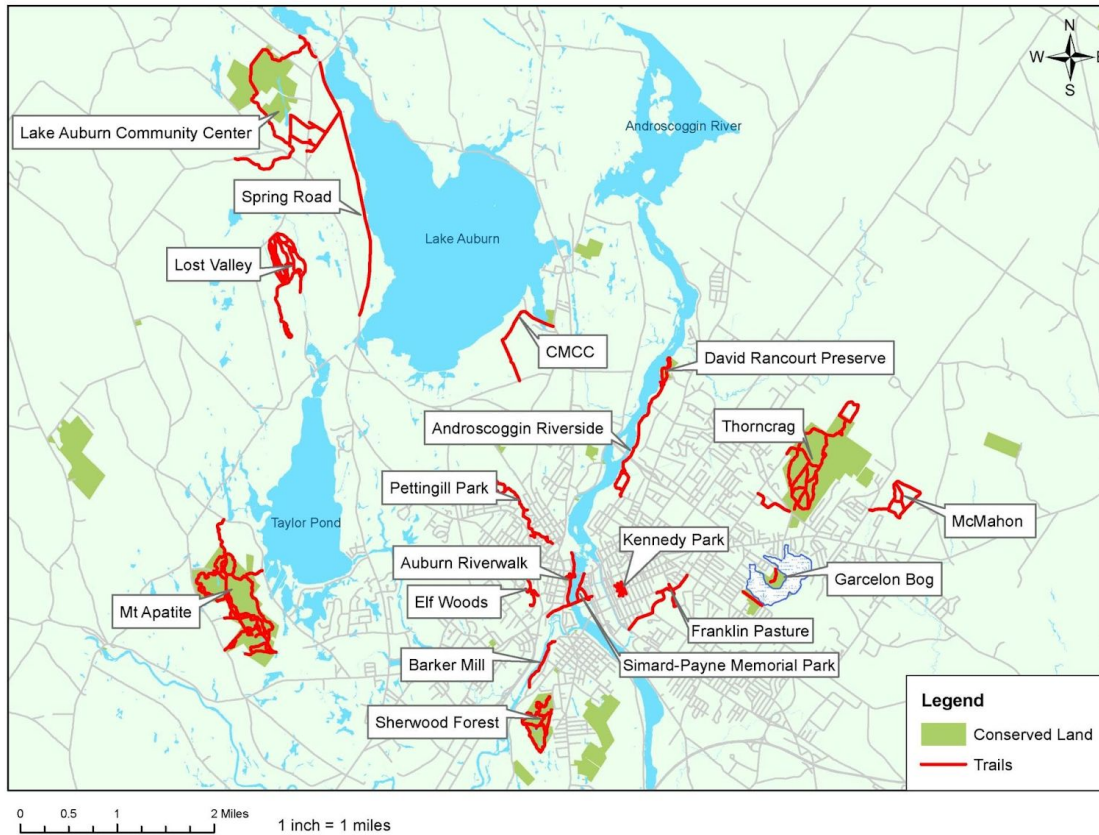 N
W E
S
Androscoggin River
Lake Auburn Community Center
Spring Road
Lake Auburn
Lost Valley
CMCC
David Rancourt Preserve
Thorncrag
Androscoggin Riverside
Pettingill Park
McMahon
Taylor Pond
Kennedy Park
Auburn Riverwalk
Garcelon Bog
Elf Woods
Mt Apatite
Franklin Pasture
Barker Mill
Simard-Payne Memorial Park
Sherwood Forest
Legend
Conserved Land
Trails
0 0.5 1 2 Miles
1 inch = 1 miles